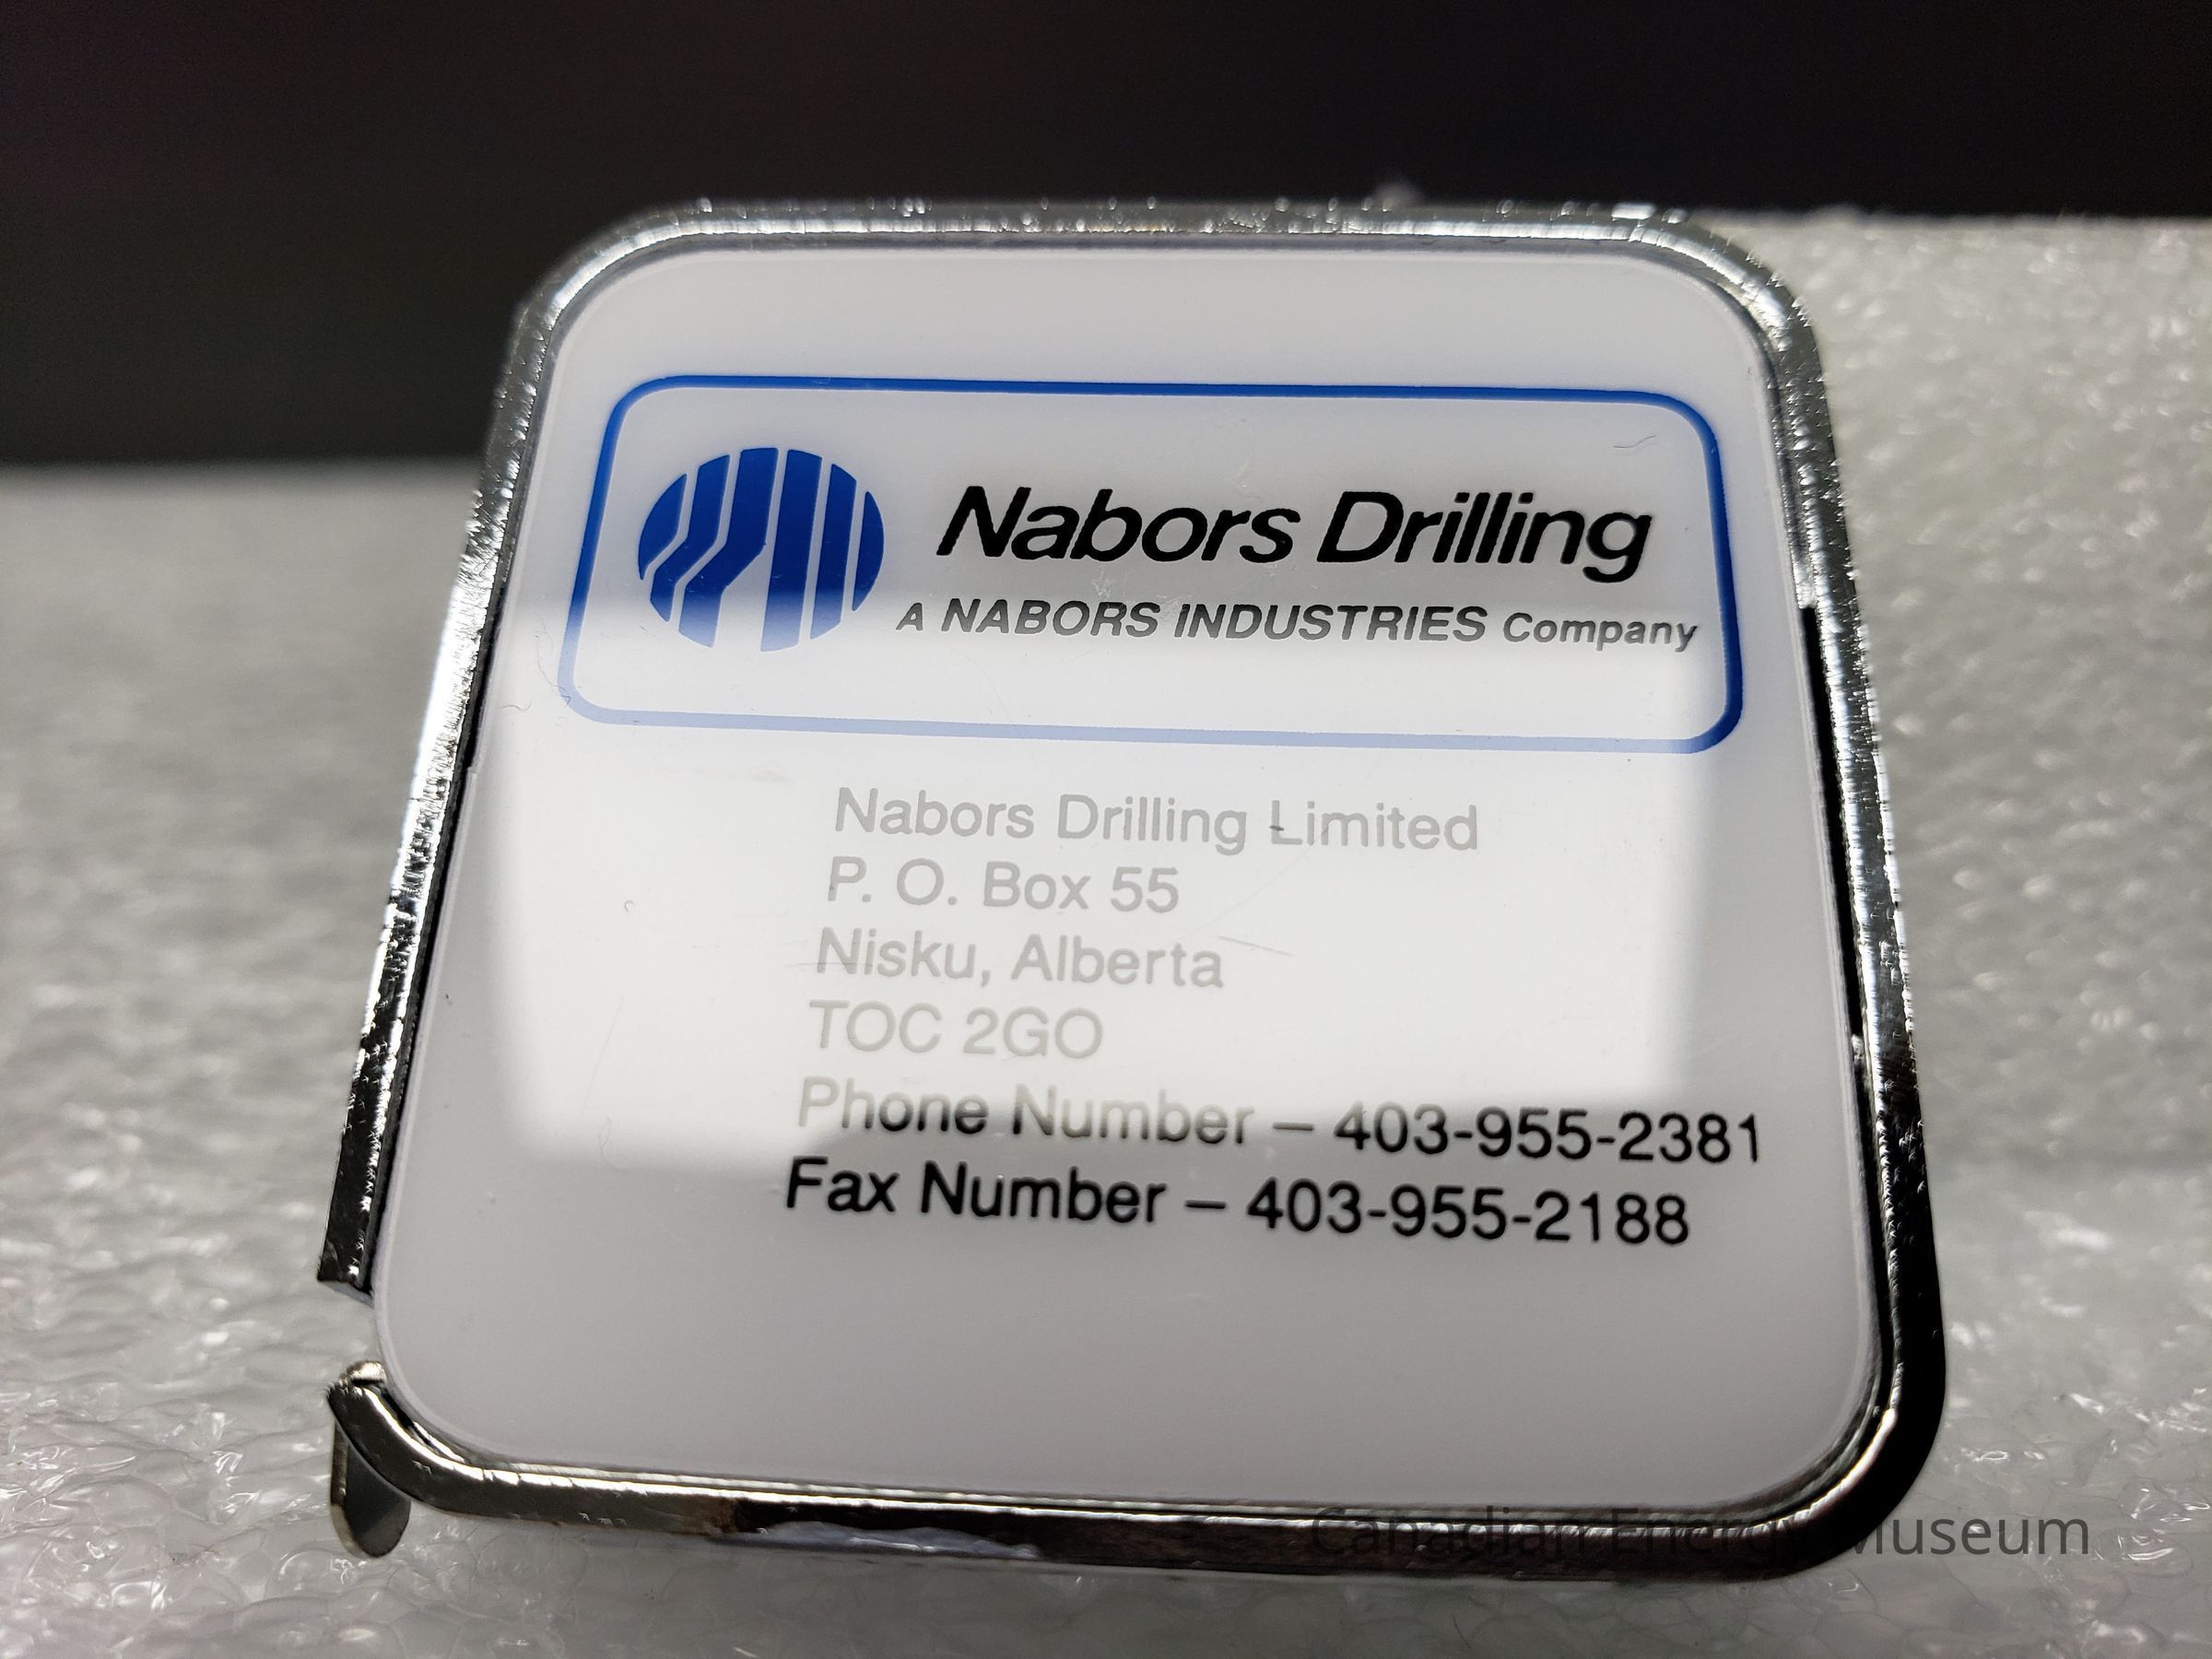 Nabors Drilling
A NABORS INDUSTRIES Company
Nabors Drilling Limited
P. O. Box 55
Nisku, Alberta
TOC 2GO
Phone Number – 403-955-2381
Fax Number – 403-955-2188
Canadian Energy Museum